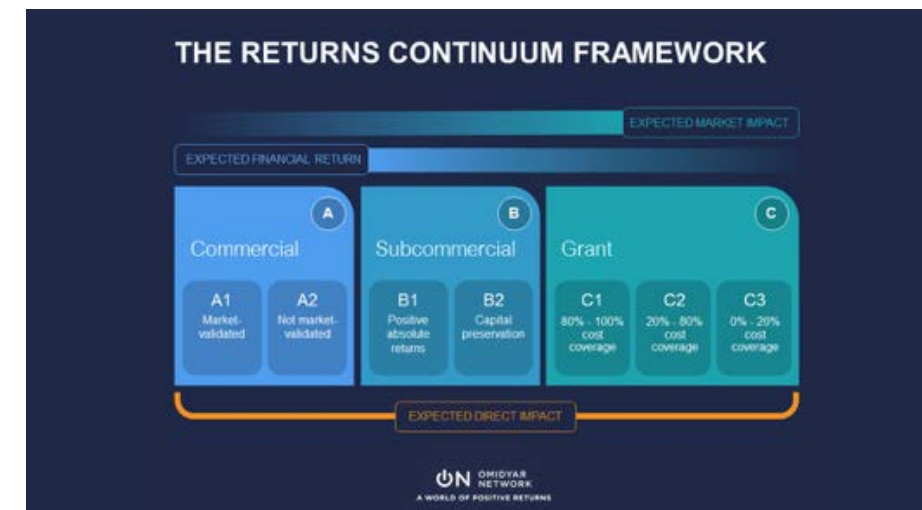 THE RETURNS CONTINUUM FRAMEWORK
EXPECTED MARKET IMPACT
EXPECTED FINANCIAL RETURN
A
Commercial
A1
Market-
validated
A2
Not market-
validated
B
Subcommercial
B1
Positive
absolute
returns
B2
Capital
preservation
C
Grant
C1
80% - 100%
cost
coverage
C2
20% - 80%
cost
coverage
C3
0% - 20%
cost
coverage
EXPECTED DIRECT IMPACT
ON OMIDYAR
NETWORK
A WORLD OF POSITIVE RETURNS